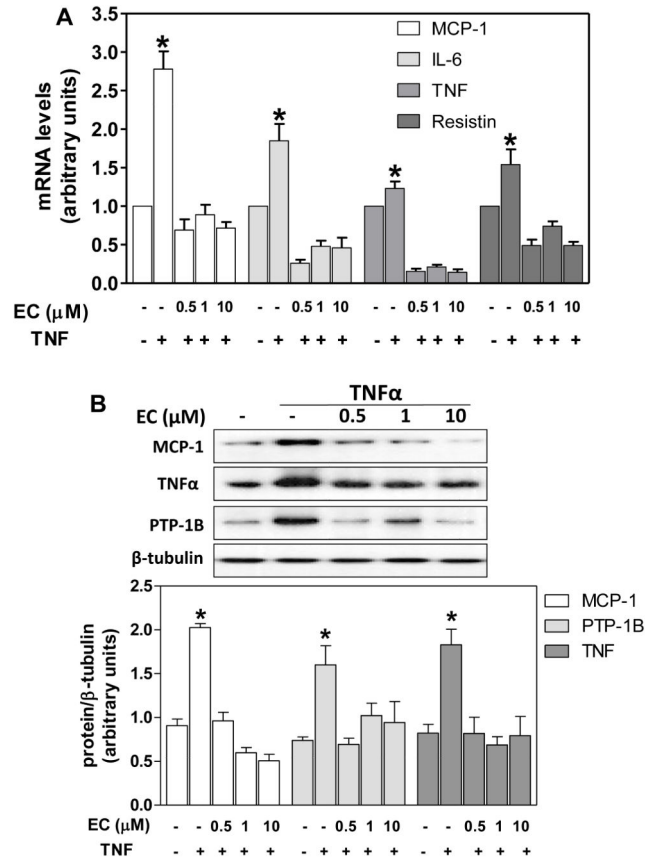 A
mRNA levels
(arbitrary units)
3.5
3.0
2.5
2.0
1.5
1.0
0.5
0.0
* * * *
MCP-1
IL-6
TNF
Resistin
EC (μM) - - 0.5 1 10 - - 0.5 1 10 - - 0.5 1 10 - - 0.5 1 10
TNF - + + + + - + + + + - + + + + - + + + +
B
TNFα
EC (μM) - - 0.5 1 10
MCP-1
TNFα
PTP-1B
β-tubulin
protein/β-tubulin
(arbitrary units)
2.5
2.0
1.5
1.0
0.5
0.0
* * *
MCP-1
PTP-1B
TNF
EC (μM) - - 0.5 1 10 - - 0.5 1 10 - - 0.5 1 10
TNF - + + + + - + + + + - + + + +